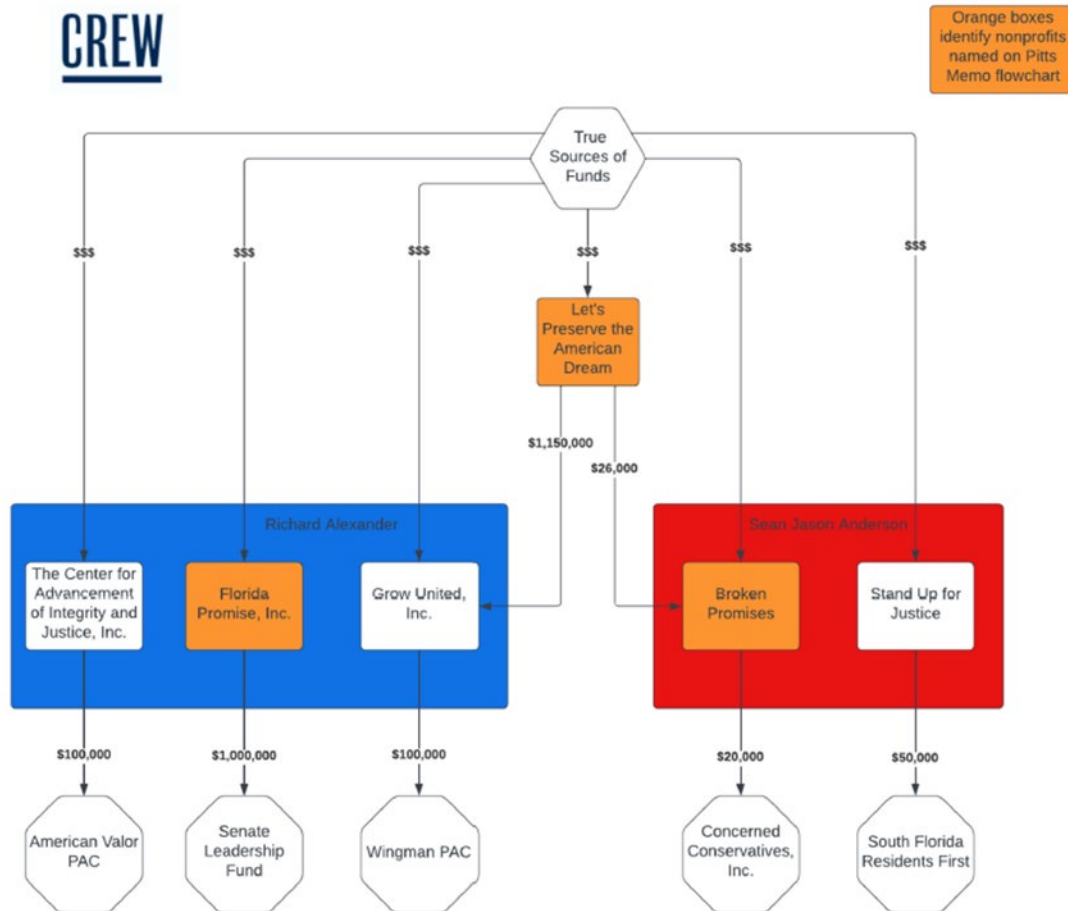 CREW
Orange boxes
identify nonprofits
named on Pitts
Memo flowchart
True
Sources of
Funds
$$$
$$$
$$$
$$$
$$$
$$$
Let's
Preserve the
American
Dream
$1,150,000
$26,000
Richard Alexander
Sean Jason Anderson
The Center for
Advancement
of Integrity and
Justice, Inc.
Florida
Promise, Inc.
Grow United,
Inc.
Broken
Promises
Stand Up for
Justice
$100,000
$1,000,000
$100,000
$20,000
$50,000
American Valor
PAC
Senate
Leadership
Fund
Wingman PAC
Concerned
Conservatives,
Inc.
South Florida
Residents First